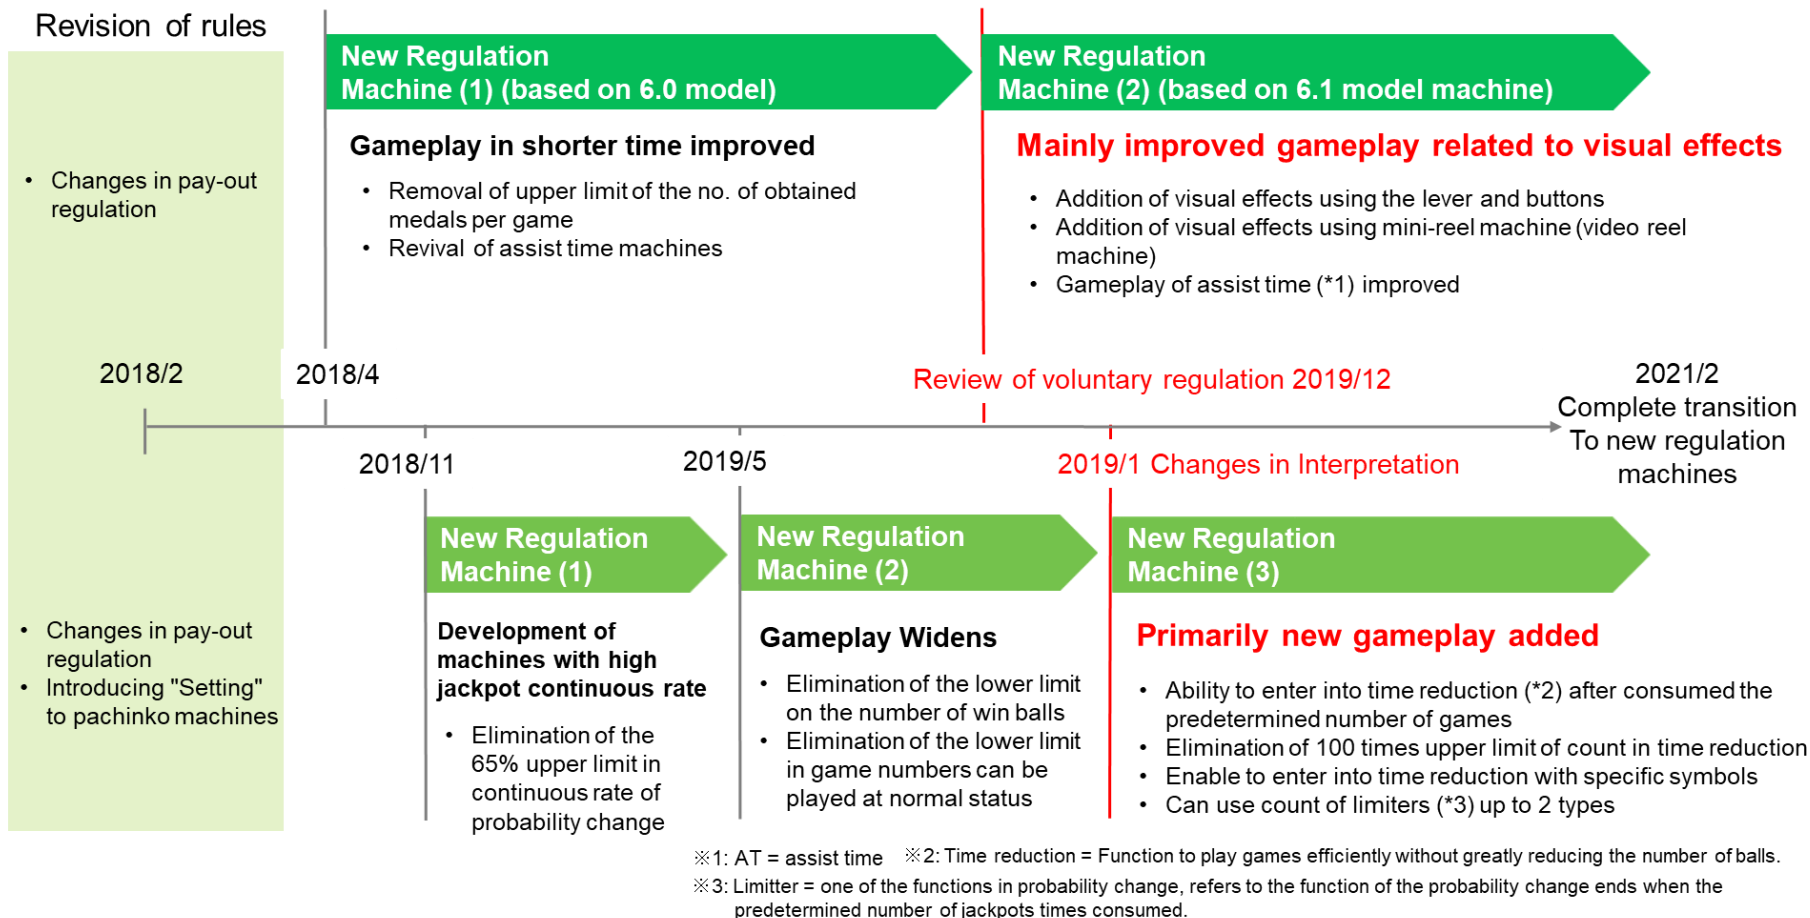 Revision of rules
New Regulation
Machine (1) (based on 6.0 model)
New Regulation
Machine (2) (based on 6.1 model machine)
Gameplay in shorter time improved
Mainly improved gameplay related to visual effects
• Changes in pay-out
regulation
• Removal of upper limit of the no. of obtained
medals per game
• Revival of assist time machines
• Addition of visual effects using the lever and buttons
• Addition of visual effects using mini-reel machine (video reel
machine)
• Gameplay of assist time (*1) improved
2018/2
2018/4
Review of voluntary regulation 2019/12
2021/2
Complete transition
To new regulation
machines
2018/11
2019/5
2019/1 Changes in Interpretation
New Regulation
Machine (1)
New Regulation
Machine (2)
New Regulation
Machine (3)
• Changes in pay-out
regulation
• Introducing "Setting"
to pachinko machines
Development of
machines with high
jackpot continuous rate
• Elimination of the
65% upper limit in
continuous rate of
probability change
Gameplay Widens
• Elimination of the lower limit
on the number of win balls
• Elimination of the lower limit
in game numbers can be
played at normal status
Primarily new gameplay added
• Ability to enter into time reduction (*2) after consumed the
predetermined number of games
• Elimination of 100 times upper limit of count in time reduction
• Enable to enter into time reduction with specific symbols
• Can use count of limiters (*3) up to 2 types
※1: AT = assist time ※2: Time reduction = Function to play games efficiently without greatly reducing the number of balls.
※3: Limitter = one of the functions in probability change, refers to the function of the probability change ends when the
predetermined number of jackpots times consumed.